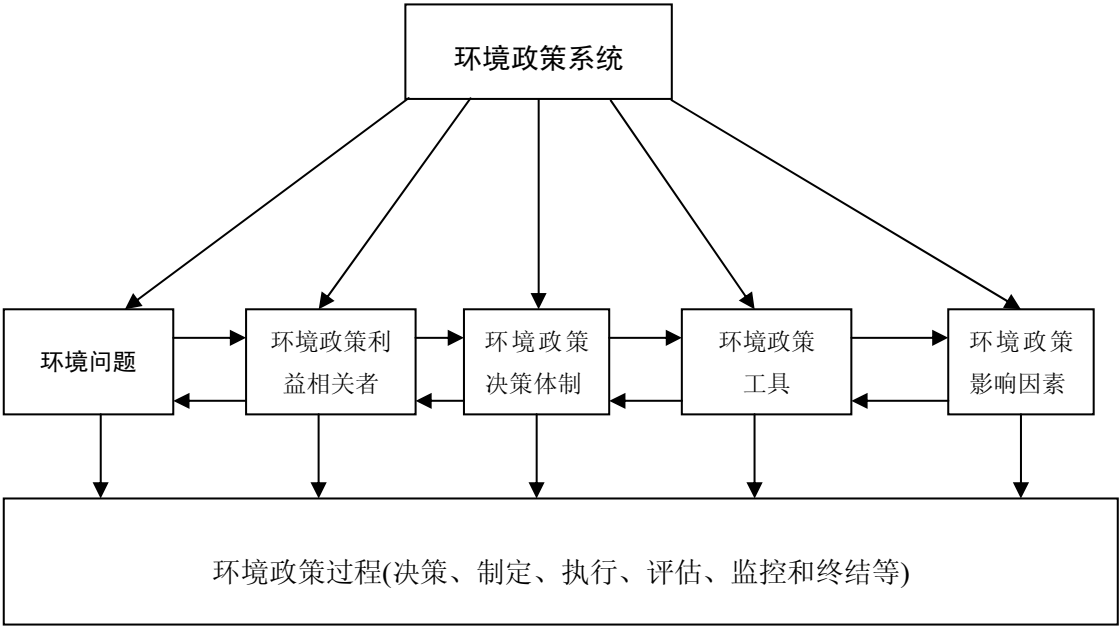 环境政策系统
环境问题
环境政策利
益相关者
环境政策
决策体制
环境政策
工具
环境政策
影响因素
环境政策过程(决策、制定、执行、评估、监控和终结等)